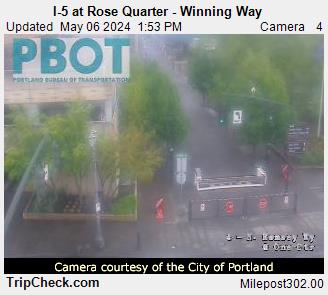 I-5 at Rose Quarter - Winning Way
Updated  May 06 2024  1:53 PM
Camera  4
PBOT
PORTLAND BUREAU OF TRANSPORTATION
Camera courtesy of the City of Portland
TripCheck.com
Milepost302.00